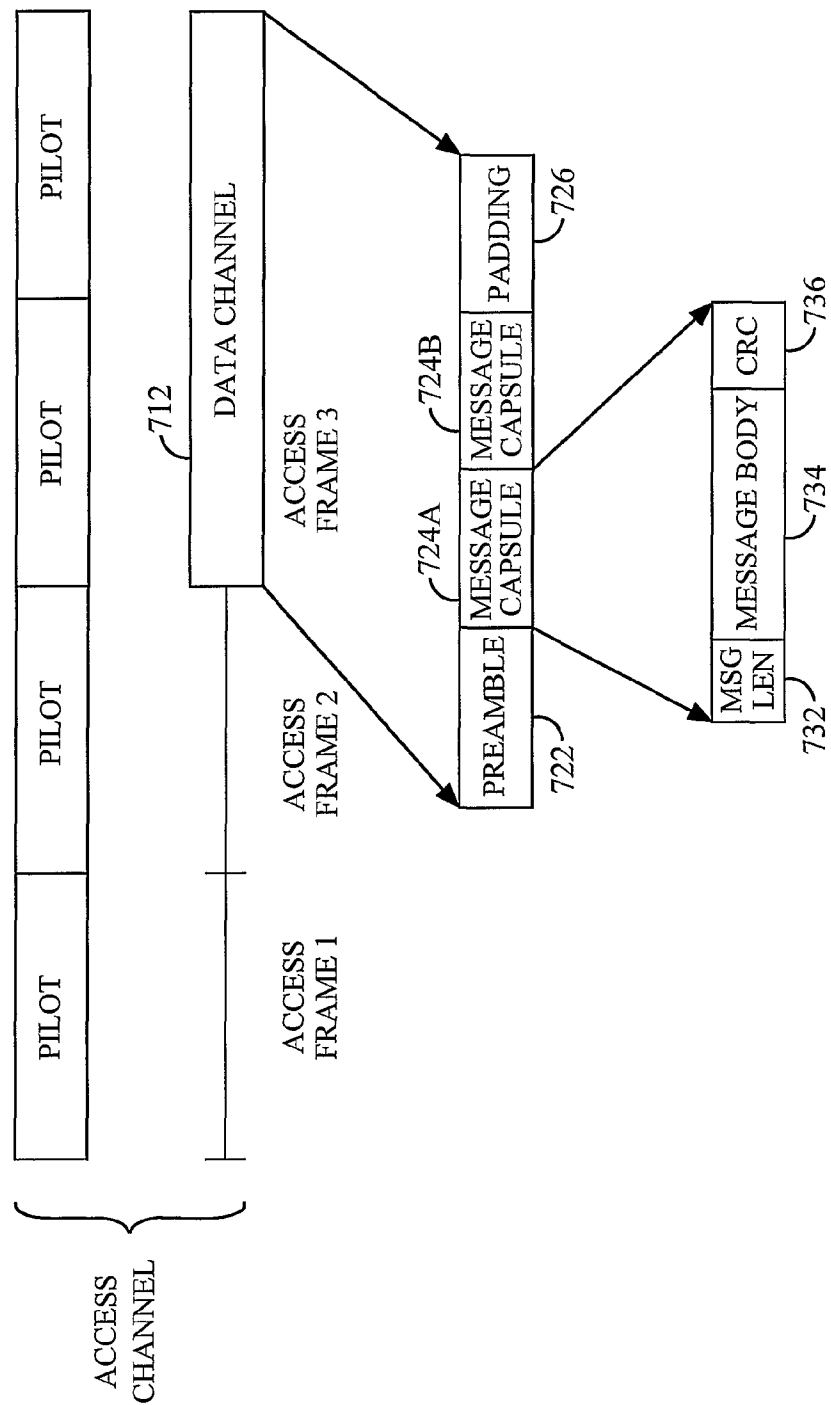 ACCESS
CHANNEL
PILOT
PILOT
PILOT
PILOT
712
DATA CHANNEL
ACCESS
FRAME 1
ACCESS
FRAME 2
ACCESS
FRAME 3
724A
724B
PREAMBLE
MESSAGE
CAPSULE
MESSAGE
CAPSULE
PADDING
722
726
MSG
LEN
MESSAGE BODY
CRC
732
734
736